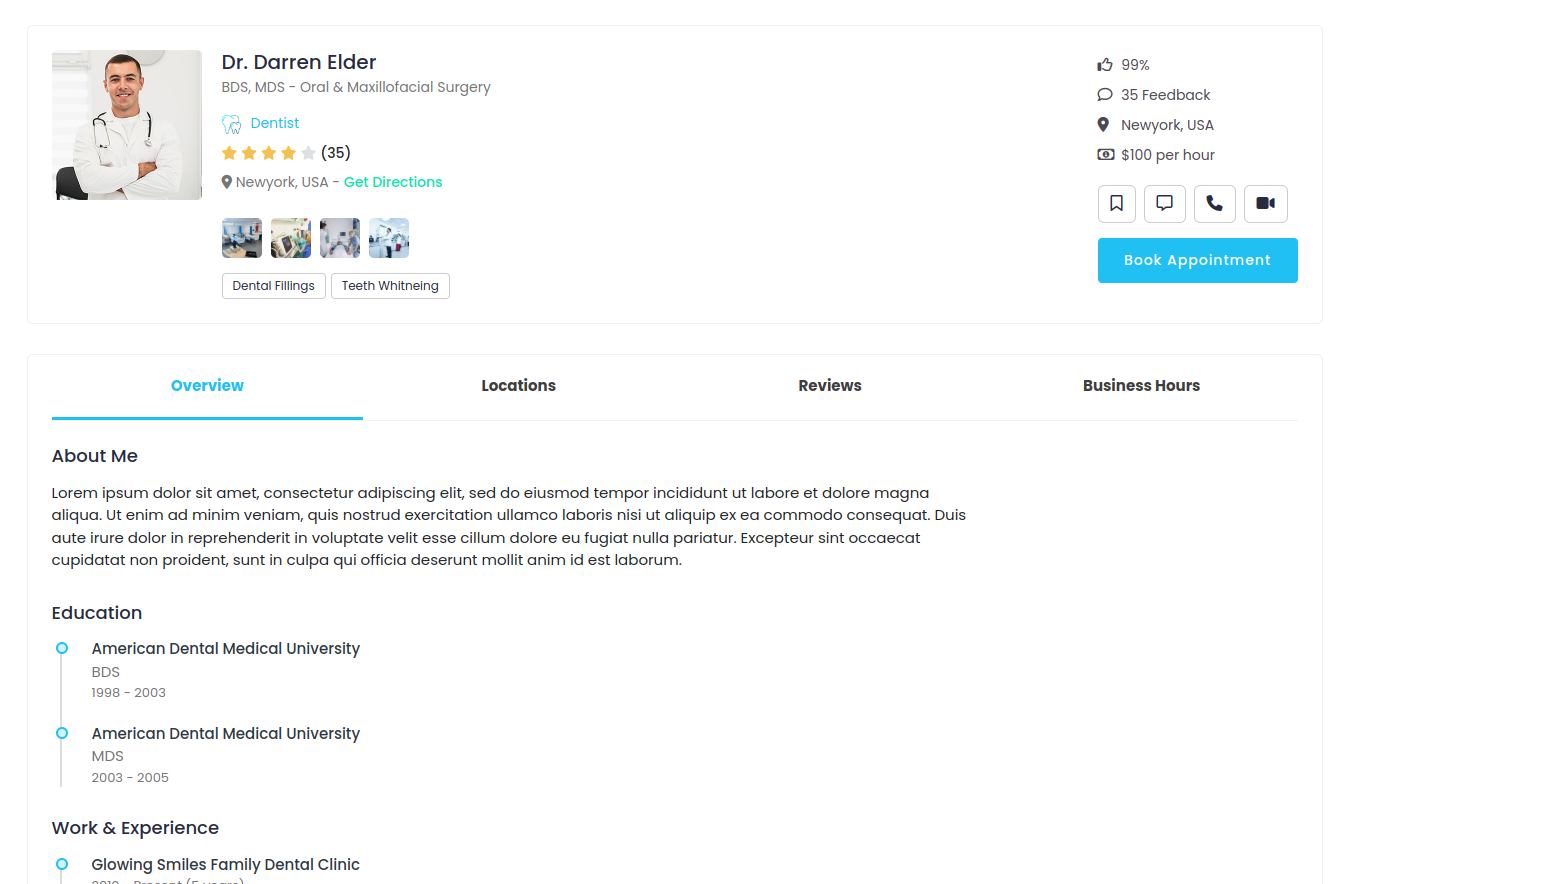 Dr. Darren Elder
BDS, MDS - Oral & Maxillofacial Surgery
Dentist
(35)
Newyork, USA - Get Directions
Dental Fillings
Teeth Whitneing
99%
35 Feedback
Newyork, USA
$100 per hour
Book Appointment
Overview
Locations
Reviews
Business Hours
About Me
Lorem ipsum dolor sit amet, consectetur adipiscing elit, sed do eiusmod tempor incididunt ut labore et dolore magna
aliqua. Ut enim ad minim veniam, quis nostrud exercitation ullamco laboris nisi ut aliquip ex ea commodo consequat. Duis
aute irure dolor in reprehenderit in voluptate velit esse cillum dolore eu fugiat nulla pariatur. Excepteur sint occaecat
cupidatat non proident, sunt in culpa qui officia deserunt mollit anim id est laborum.
Education
American Dental Medical University
BDS
1998 - 2003
American Dental Medical University
MDS
2003 - 2005
Work & Experience
Glowing Smiles Family Dental Clinic